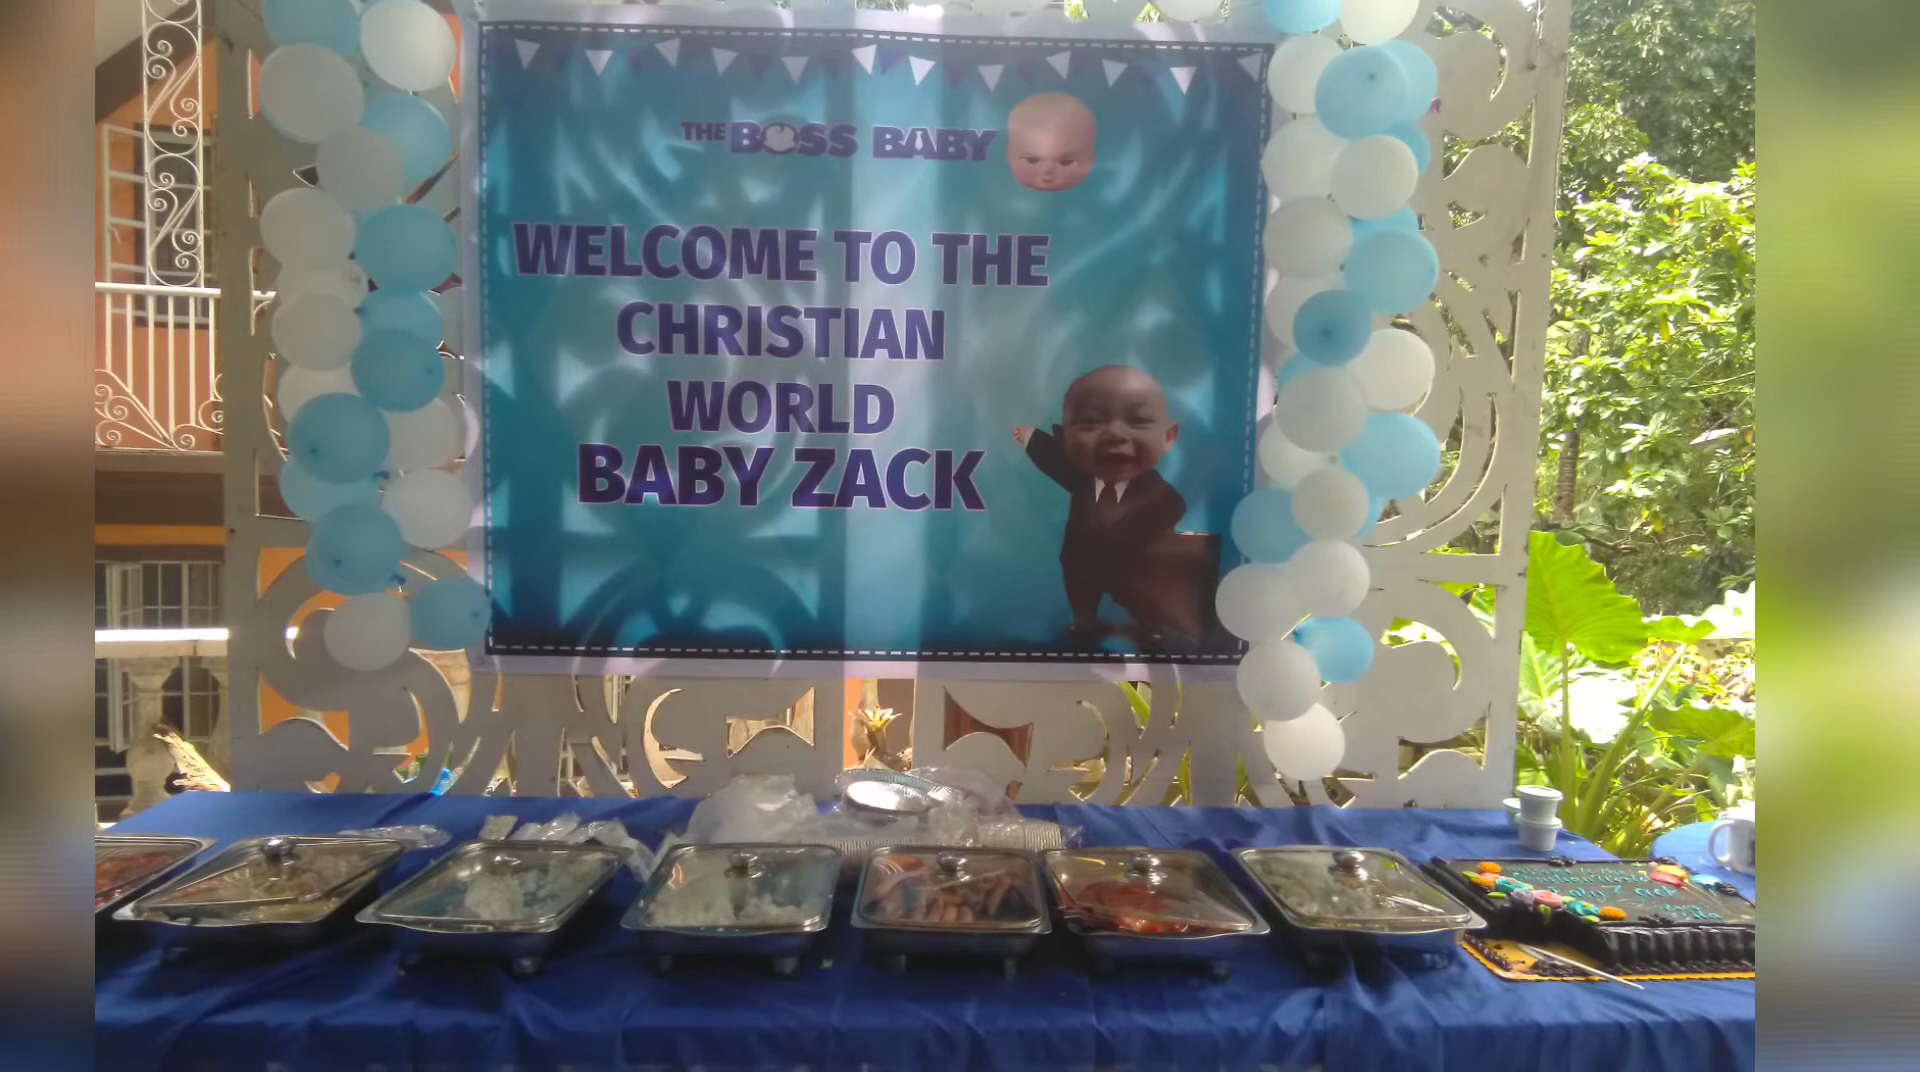 THE BOSS BABY
WELCOME TO THE
CHRISTIAN
WORLD
BABY ZACK